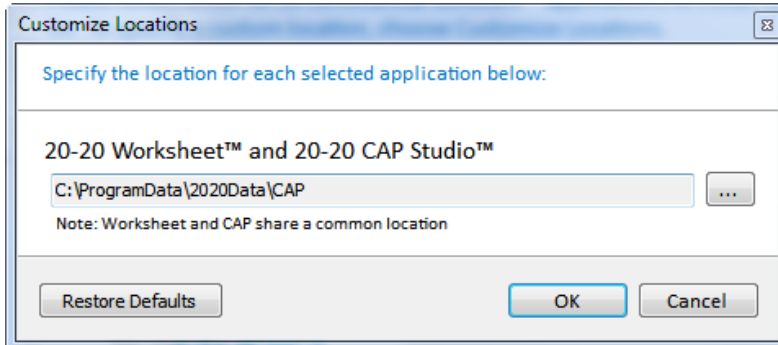 Customize Locations
Specify the location for each selected application below:
20-20 Worksheet™ and 20-20 CAP Studio™
C:\ProgramData\2020Data\CAP
...
Note: Worksheet and CAP share a common location
Restore Defaults
OK
Cancel